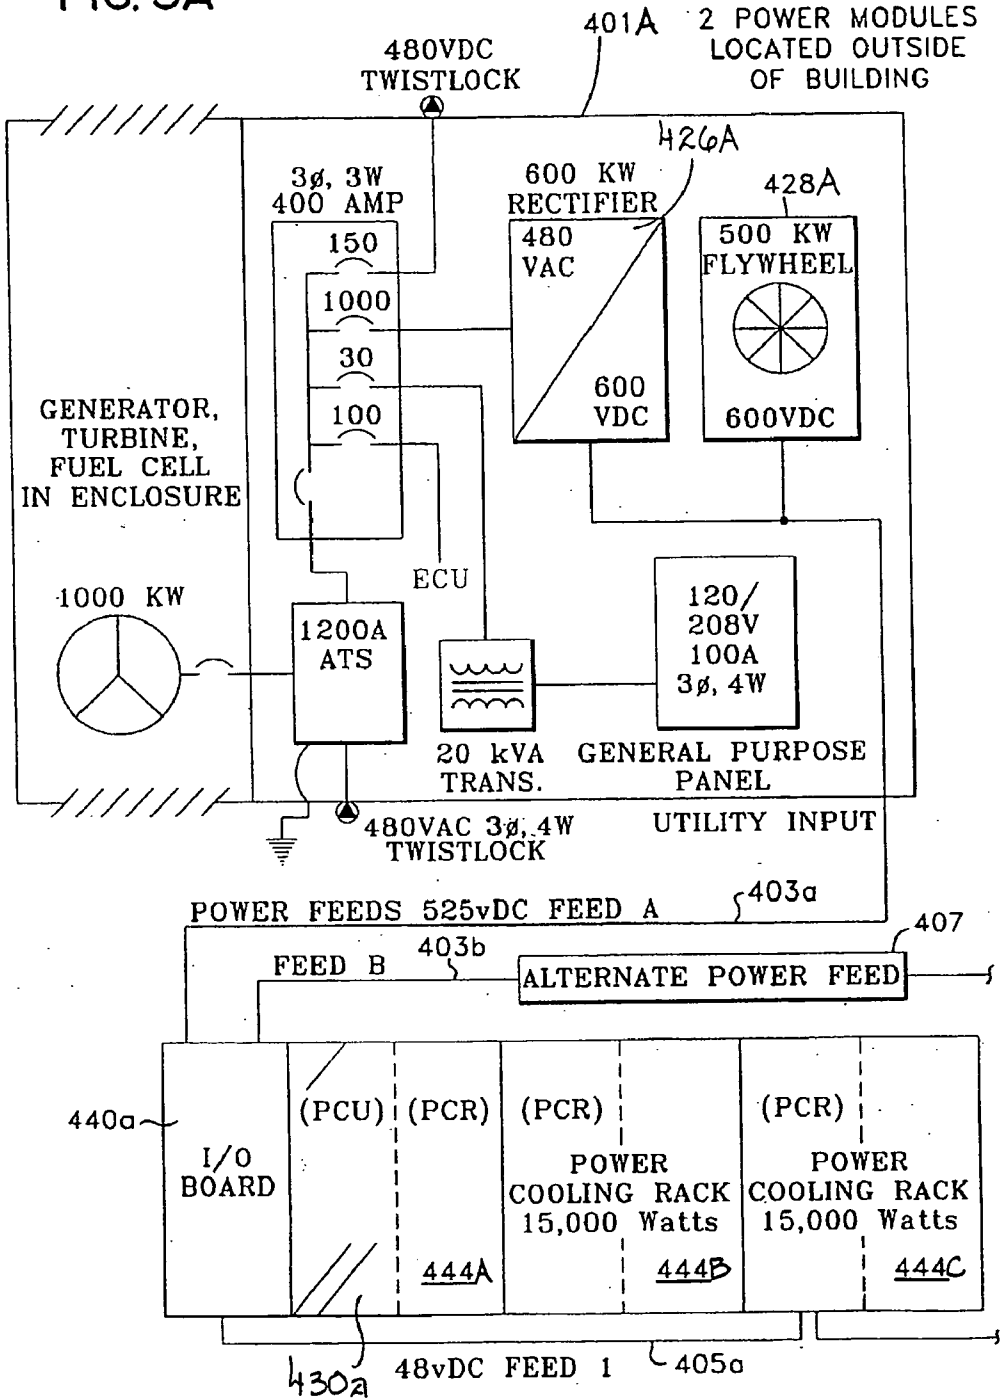 401A
2 POWER MODULES
LOCATED OUTSIDE
OF BUILDING
480VDC
TWISTLOCK
426A
3ø, 3W
400 AMP
600 KW
RECTIFIER
428A
150
480
VAC
500 KW
FLYWHEEL
1000
30
600
VDC
600VDC
100
GENERATOR,
TURBINE,
FUEL CELL
IN ENCLOSURE
ECU
1000 KW
1200A
ATS
120/
208V
100A
3ø, 4W
20 kVA
TRANS.
GENERAL PURPOSE
PANEL
480VAC 3ø, 4W
TWISTLOCK
UTILITY INPUT
POWER FEEDS 525vDC FEED A
403a
FEED B
403b
407
ALTERNATE POWER FEED
440a
I/O
BOARD
(PCU)
(PCR)
444A
(PCR)
POWER
COOLING RACK
15,000 Watts
444B
(PCR)
POWER
COOLING RACK
15,000 Watts
444C
430a
48vDC FEED 1
405a